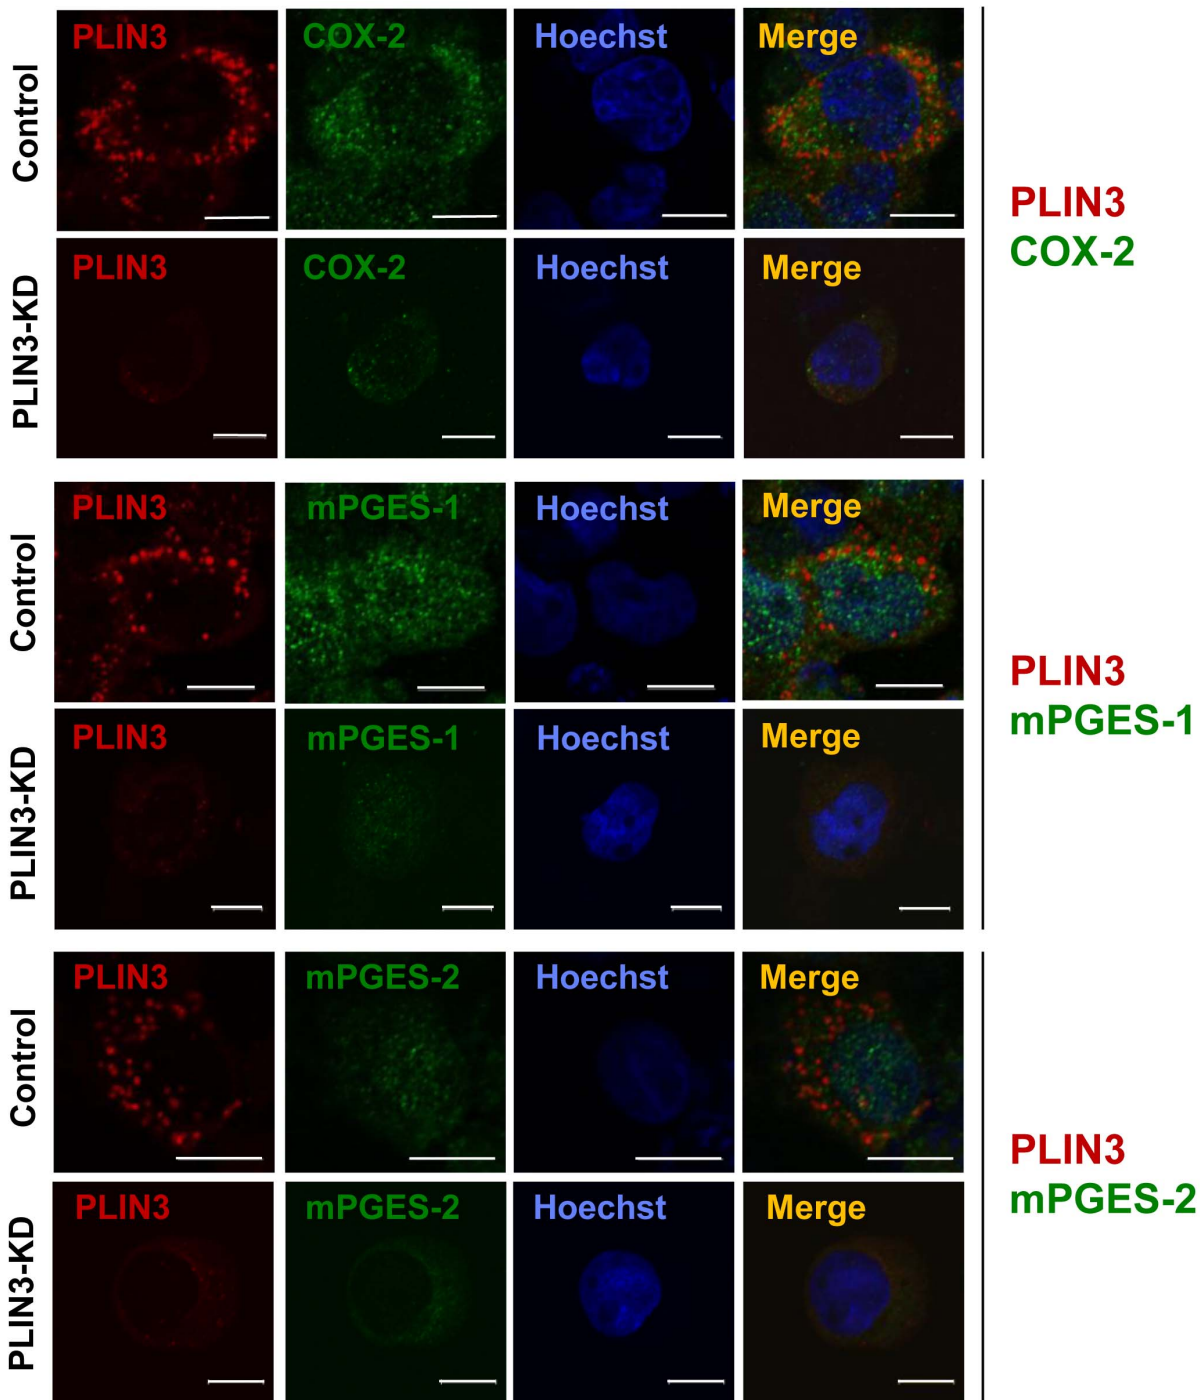 PLIN3 COX-2 Hoechst Merge
Control
PLIN3 COX-2 Hoechst Merge
PLIN3-KD
PLIN3
COX-2
PLIN3 mPGES-1 Hoechst Merge
Control
PLIN3 mPGES-1 Hoechst Merge
PLIN3-KD
PLIN3
mPGES-1
PLIN3 mPGES-2 Hoechst Merge
Control
PLIN3 mPGES-2 Hoechst Merge
PLIN3-KD
PLIN3
mPGES-2